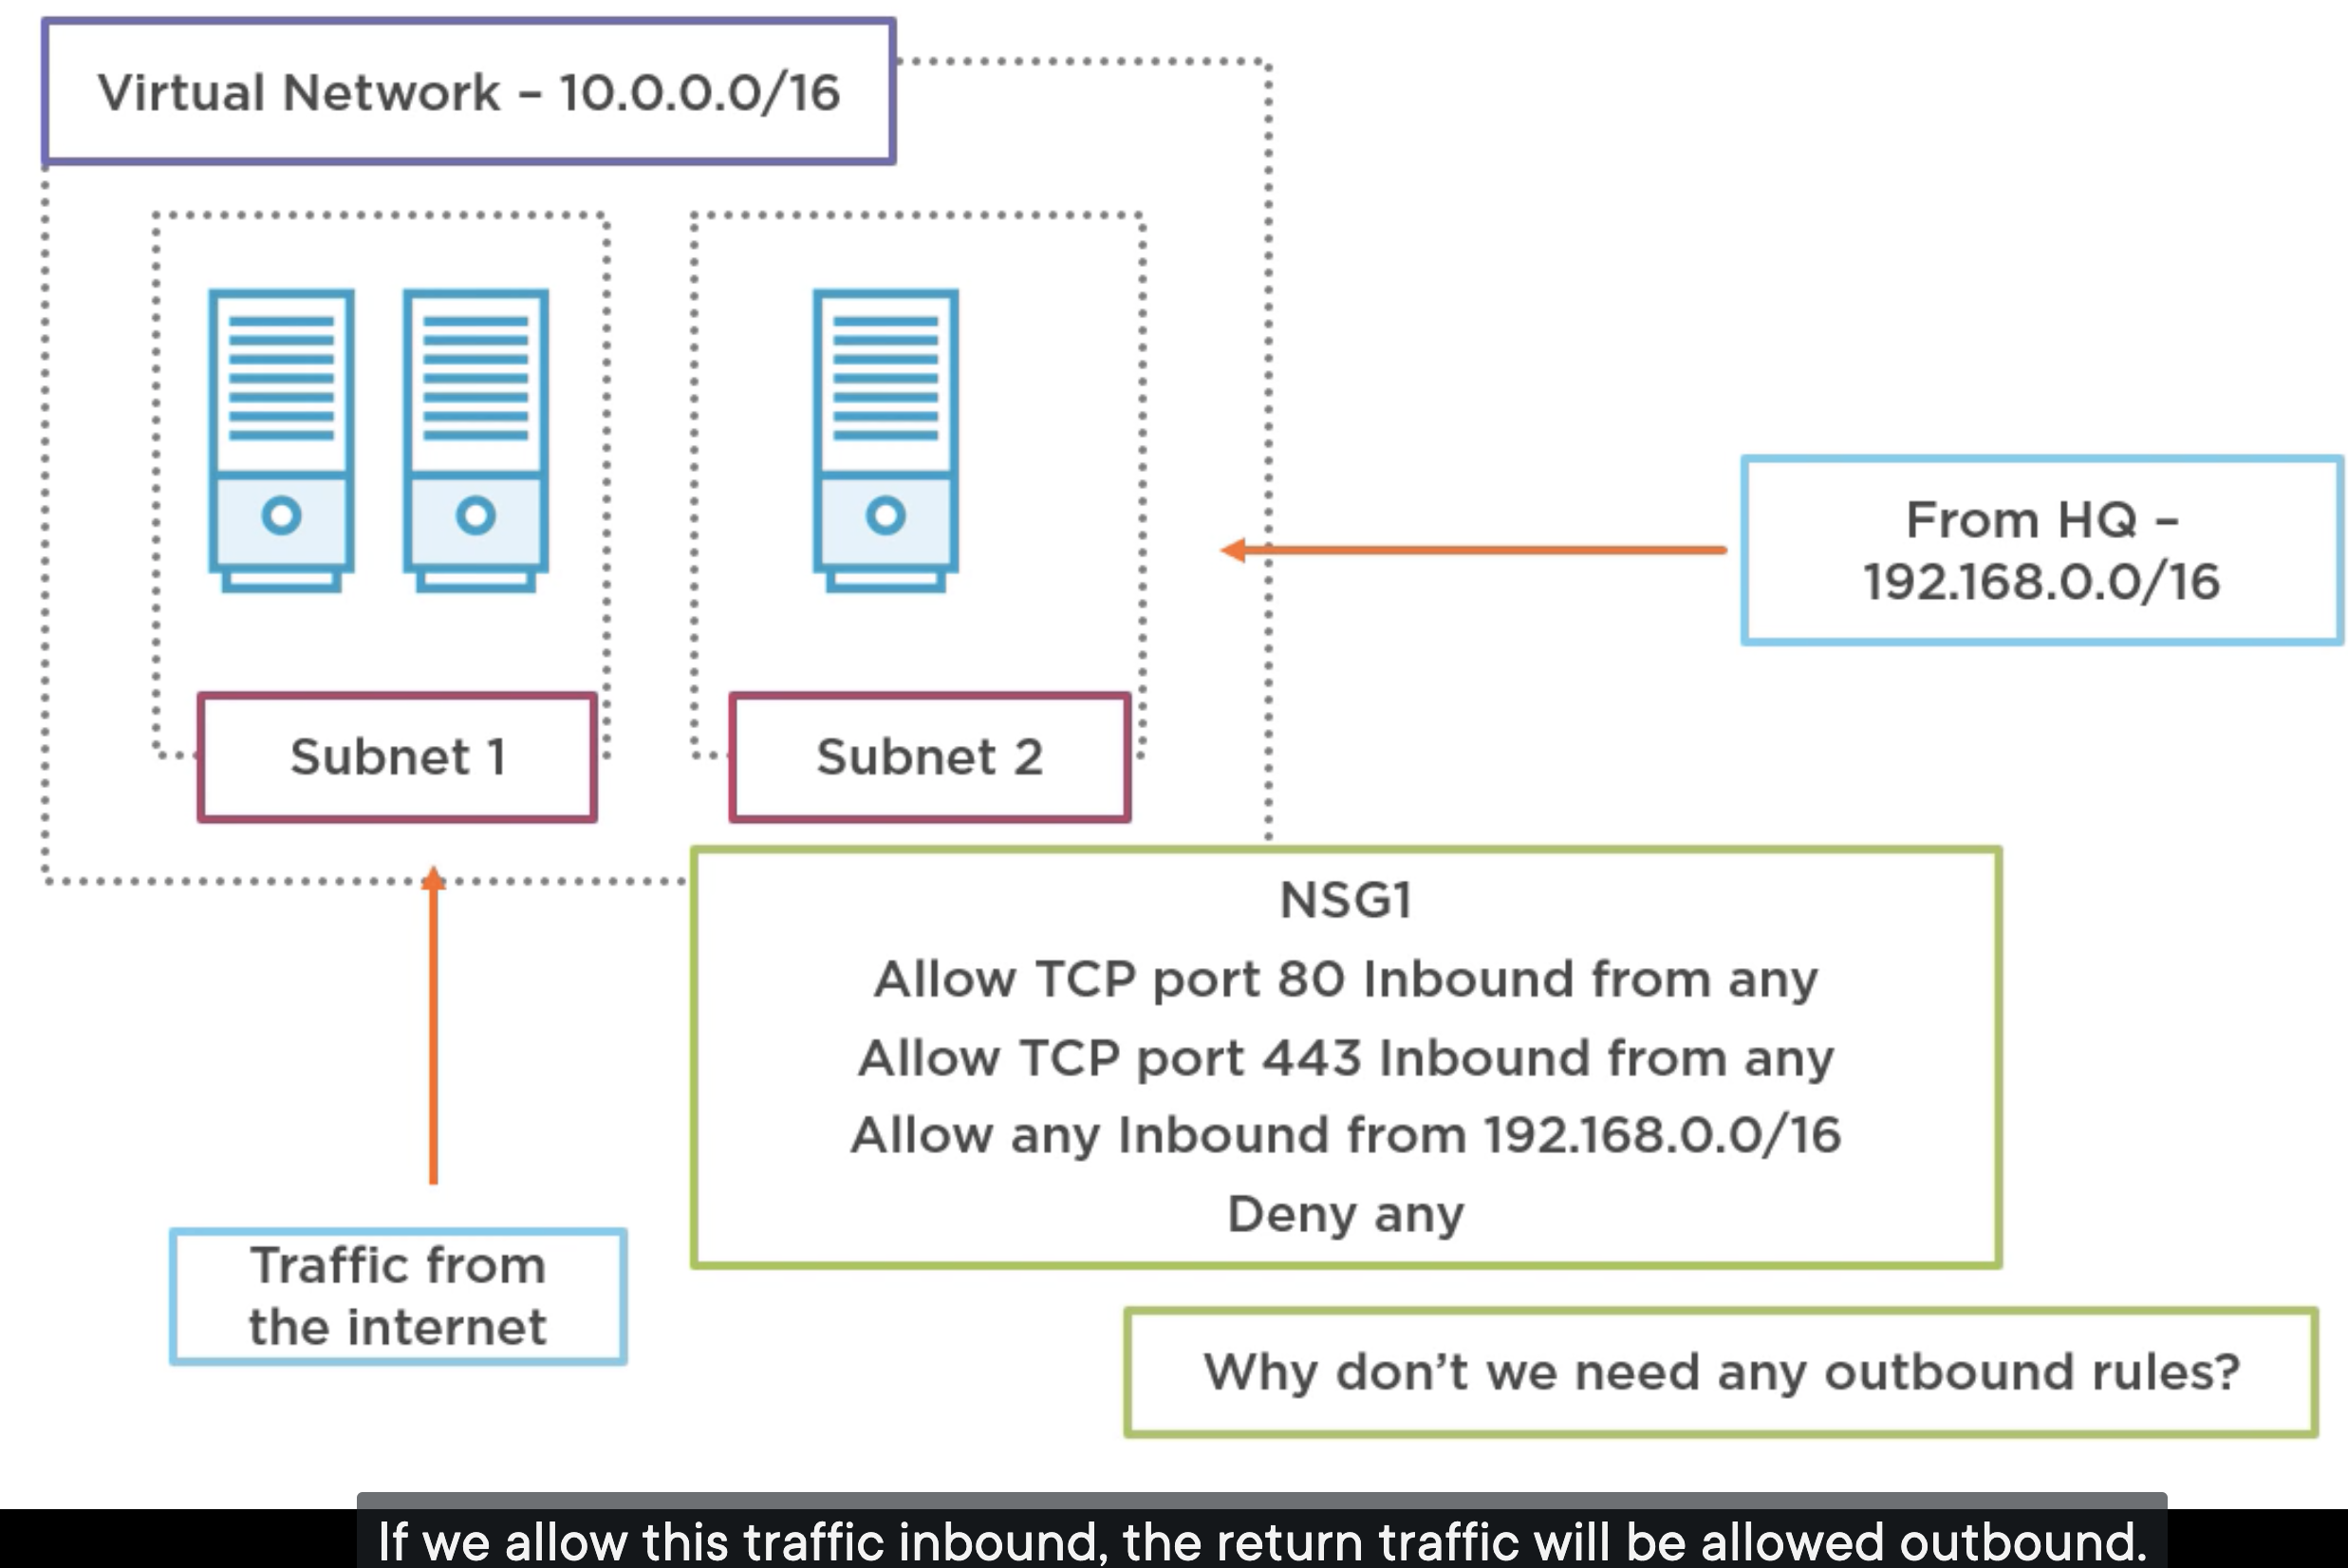 Virtual Network – 10.0.0.0/16
From HQ –
192.168.0.0/16
Subnet 1
Subnet 2
NSG1
Allow TCP port 80 Inbound from any
Allow TCP port 443 Inbound from any
Allow any Inbound from 192.168.0.0/16
Deny any
Traffic from
the internet
Why don’t we need any outbound rules?
If we allow this traffic inbound, the return traffic will be allowed outbound.